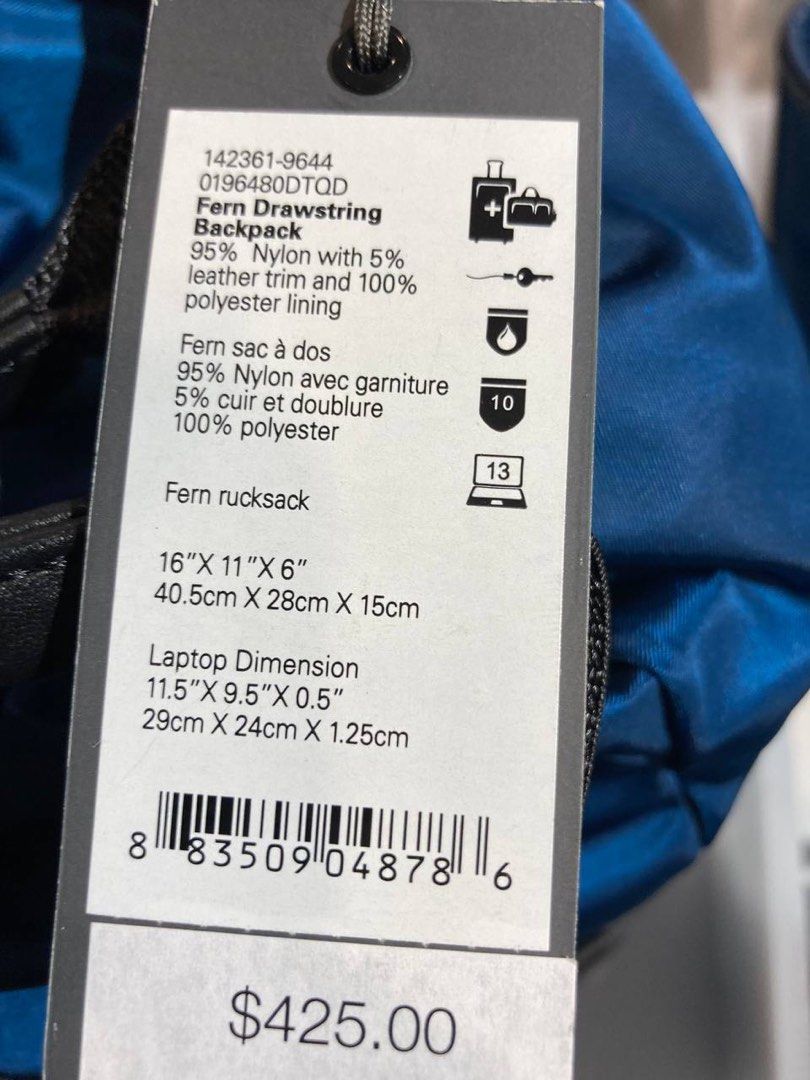 142361-9644
0196480DTQD
Fern Drawstring
Backpack
95% Nylon with 5%
leather trim and 100%
polyester lining
Fern sac à dos
95% Nylon avec garniture
5% cuir et doublure
100% polyester
Fern rucksack
16"X 11"X 6"
40.5cm X 28cm X 15cm
Laptop Dimension
11.5"X 9.5"X 0.5"
29cm X 24cm X 1.25cm
10
13
8 83509 04878 6
$425.00